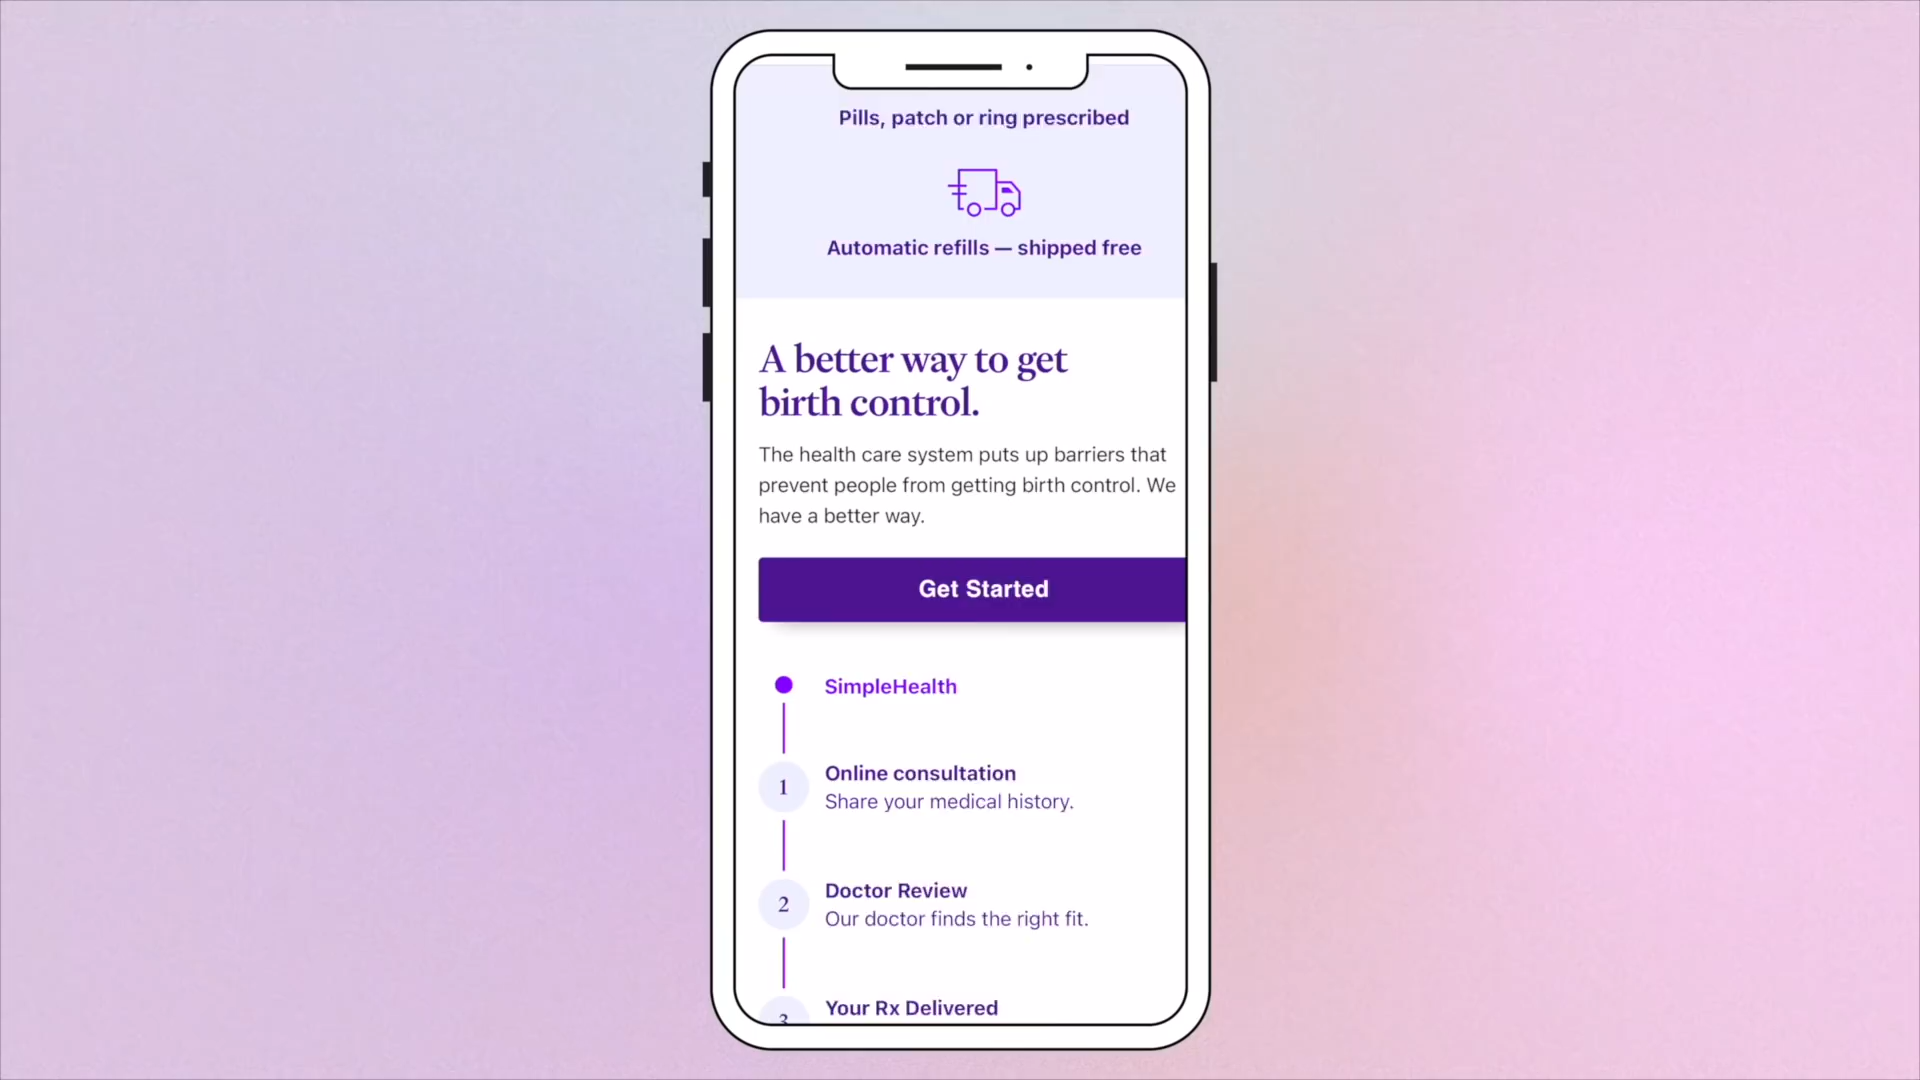 Pills, patch or ring prescribed
Automatic refills — shipped free
A better way to get
birth control.
The health care system puts up barriers that
prevent people from getting birth control. We
have a better way.
Get Started
SimpleHealth
1
Online consultation
Share your medical history.
2
Doctor Review
Our doctor finds the right fit.
3
Your Rx Delivered